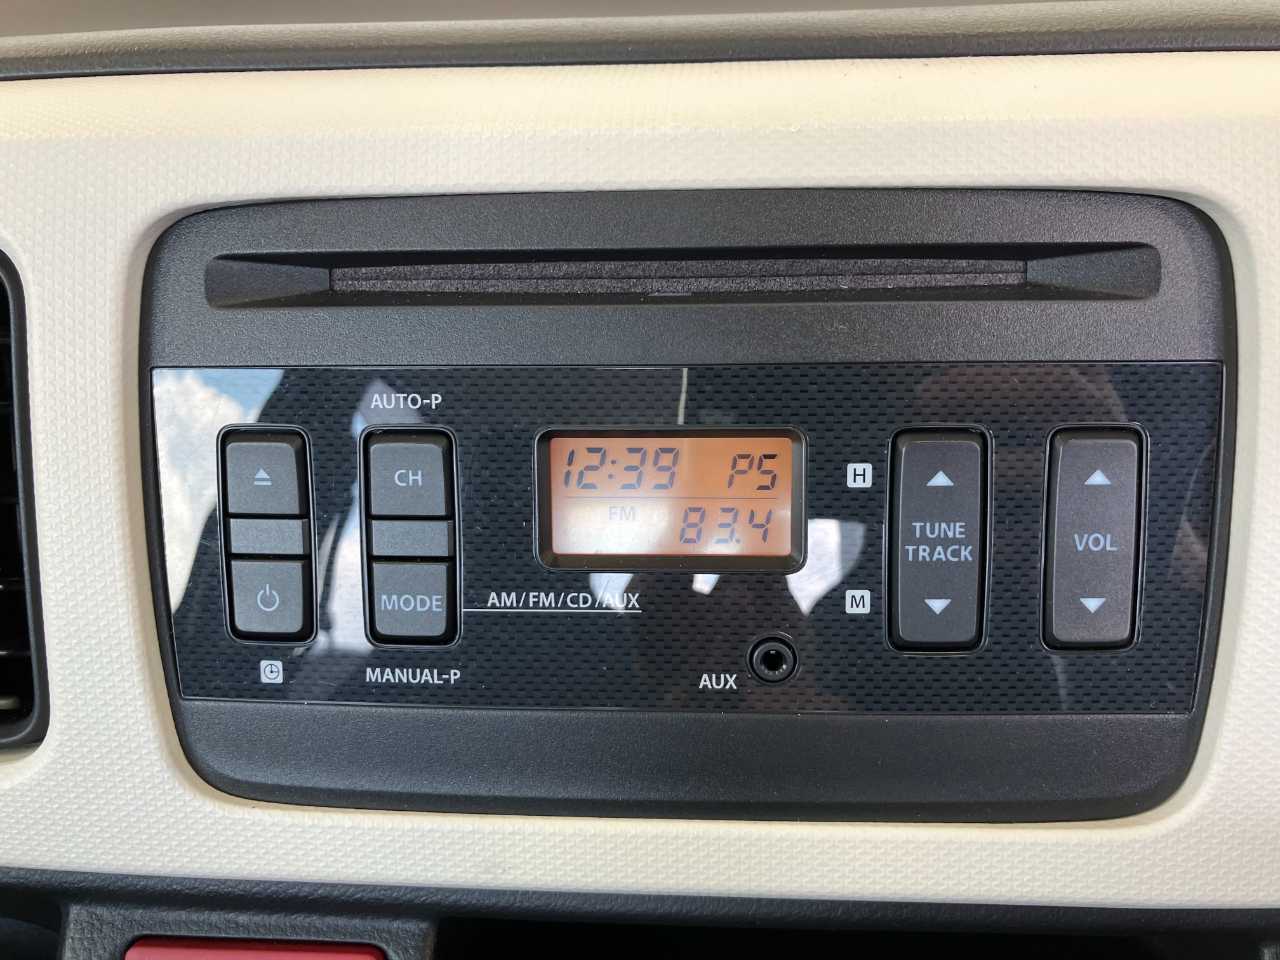 AUTO-P
CH
12:39 P5
FM 83.4
H
TUNE
TRACK
VOL
MODE
AM/FM/CD/AUX
M
MANUAL-P
AUX